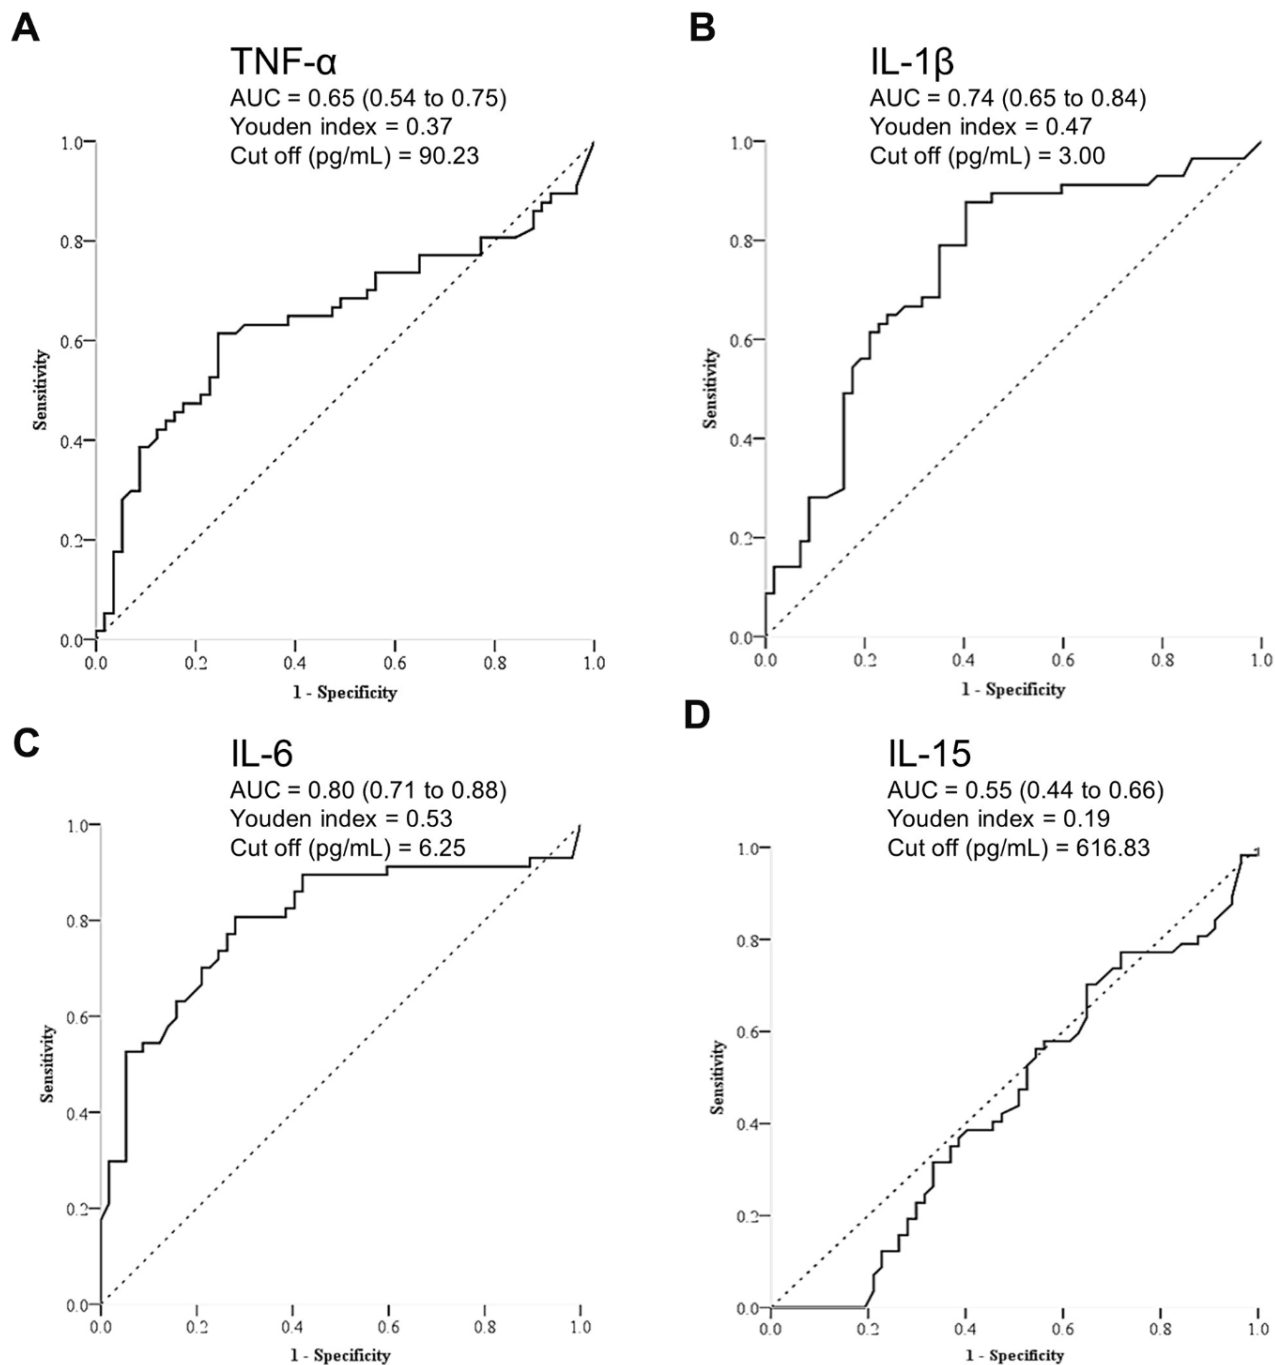 A
TNF-α
AUC = 0.65 (0.54 to 0.75)
Youden index = 0.37
Cut off (pg/mL) = 90.23
1.0
0.8
0.6
0.4
0.2
0.0
Sensitivity
0.0 0.2 0.4 0.6 0.8 1.0
1 - Specificity
B
IL-1β
AUC = 0.74 (0.65 to 0.84)
Youden index = 0.47
Cut off (pg/mL) = 3.00
1.0
0.8
0.6
0.4
0.2
0.0
Sensitivity
0.0 0.2 0.4 0.6 0.8 1.0
1 - Specificity
C
IL-6
AUC = 0.80 (0.71 to 0.88)
Youden index = 0.53
Cut off (pg/mL) = 6.25
1.0
0.8
0.6
0.4
0.2
0.0
Sensitivity
0.0 0.2 0.4 0.6 0.8 1.0
1 - Specificity
D
IL-15
AUC = 0.55 (0.44 to 0.66)
Youden index = 0.19
Cut off (pg/mL) = 616.83
1.0
0.8
0.6
0.4
0.2
0.0
Sensitivity
0.0 0.2 0.4 0.6 0.8 1.0
1 - Specificity